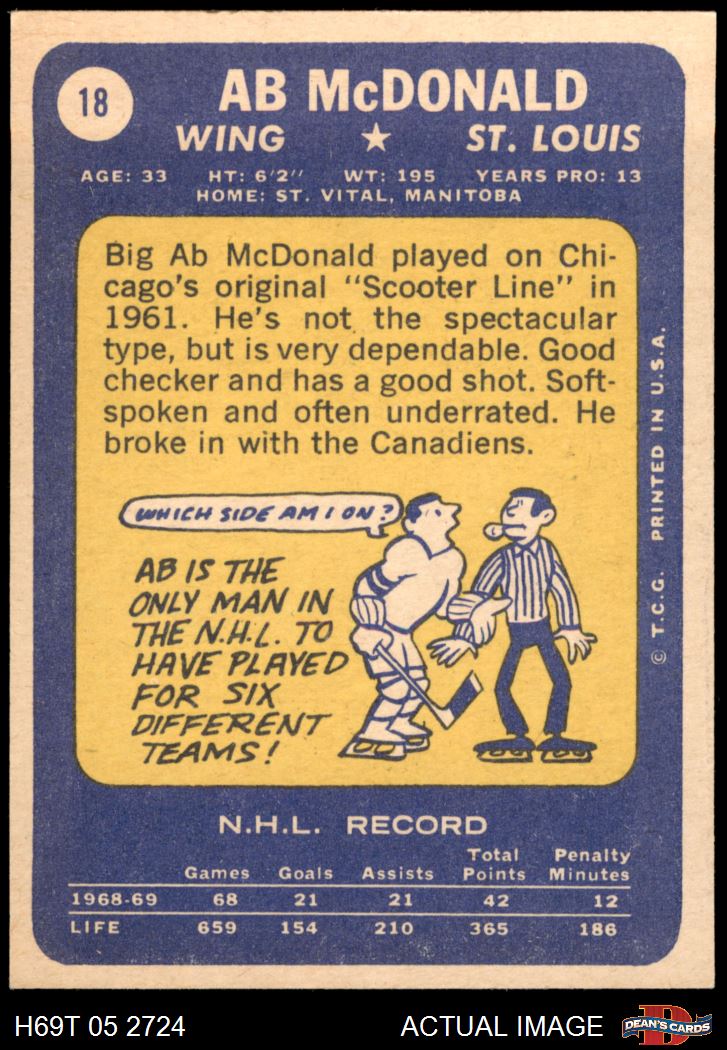 18
AB McDONALD
WING ★ ST. LOUIS
AGE: 33 HT: 6'2" WT: 195 YEARS PRO: 13
HOME: ST. VITAL, MANITOBA
Big Ab McDonald played on Chi-
cago's original "Scooter Line" in
1961. He's not the spectacular
type, but is very dependable. Good
checker and has a good shot. Soft-
spoken and often underrated. He
broke in with the Canadiens.
WHICH SIDE AM I ON?
AB IS THE
ONLY MAN IN
THE N.H.L. TO
HAVE PLAYED
FOR SIX
DIFFERENT
TEAMS!
© T.C.G. PRINTED IN U.S.A.
N.H.L. RECORD
Games Goals Assists Total Points Penalty Minutes
1968-69 68 21 21 42 12
LIFE 659 154 210 365 186
H69T 05 2724 ACTUAL IMAGE
D
DEAN'S CARDS